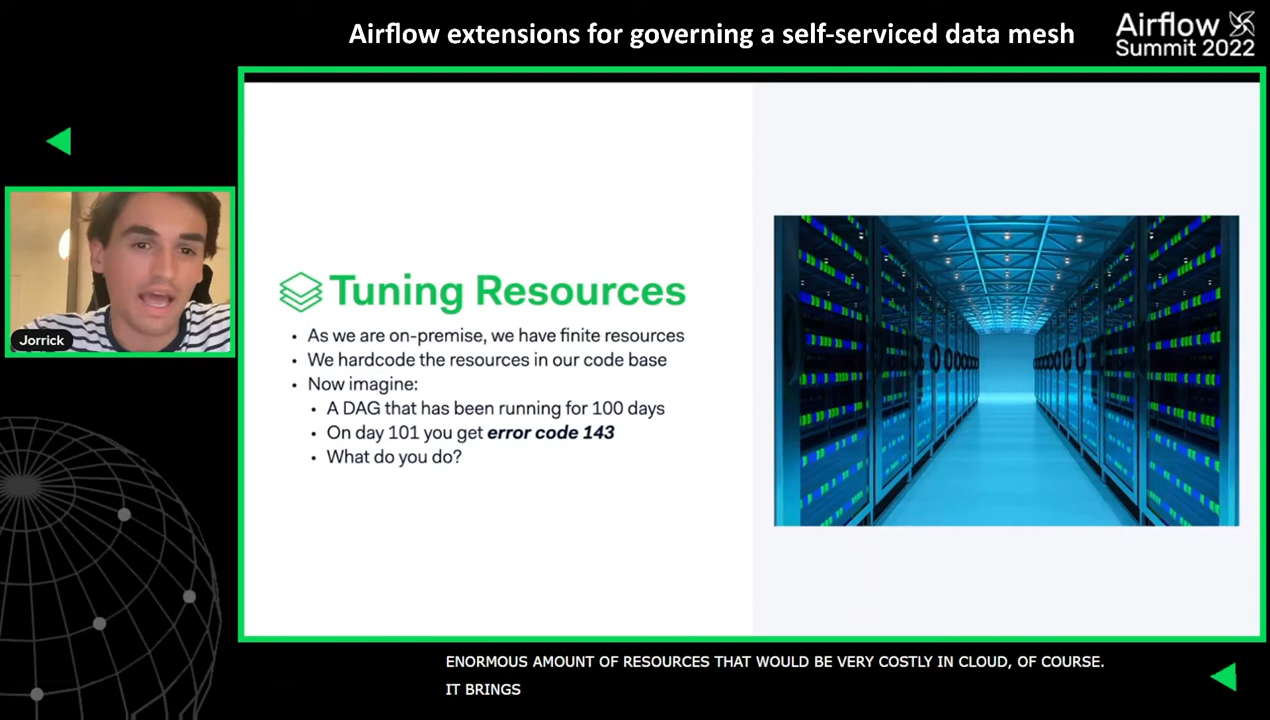 Airflow extensions for governing a self-serviced data mesh
Airflow
Summit 2022
Jorrick
Tuning Resources
• As we are on-premise, we have finite resources
• We hardcode the resources in our code base
• Now imagine:
• A DAG that has been running for 100 days
• On day 101 you get error code 143
• What do you do?
ENORMOUS AMOUNT OF RESOURCES THAT WOULD BE VERY COSTLY IN CLOUD, OF COURSE.
IT BRINGS